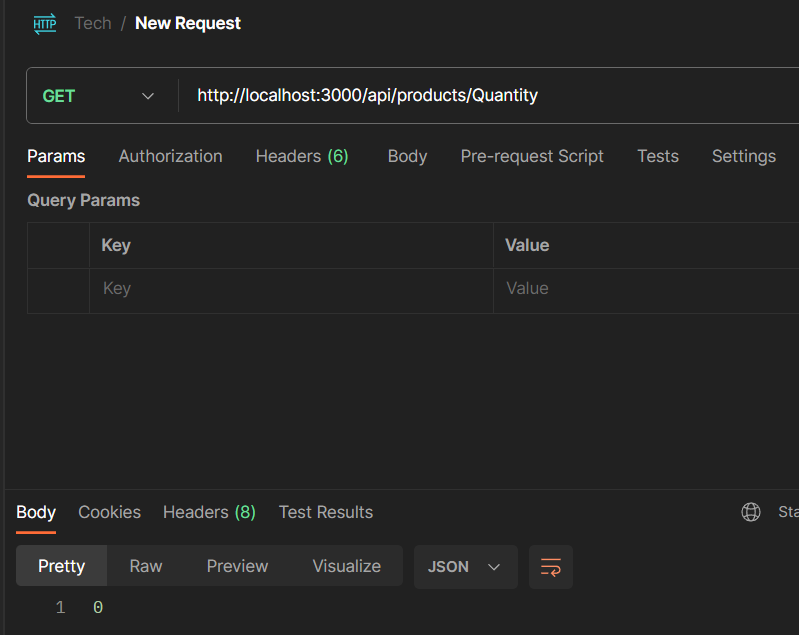 HTTP Tech / New Request
GET http://localhost:3000/api/products/Quantity
Params Authorization Headers (6) Body Pre-request Script Tests Settings
Query Params
Key Value
Key Value
Body Cookies Headers (8) Test Results Sta
Pretty Raw Preview Visualize JSON
1 0